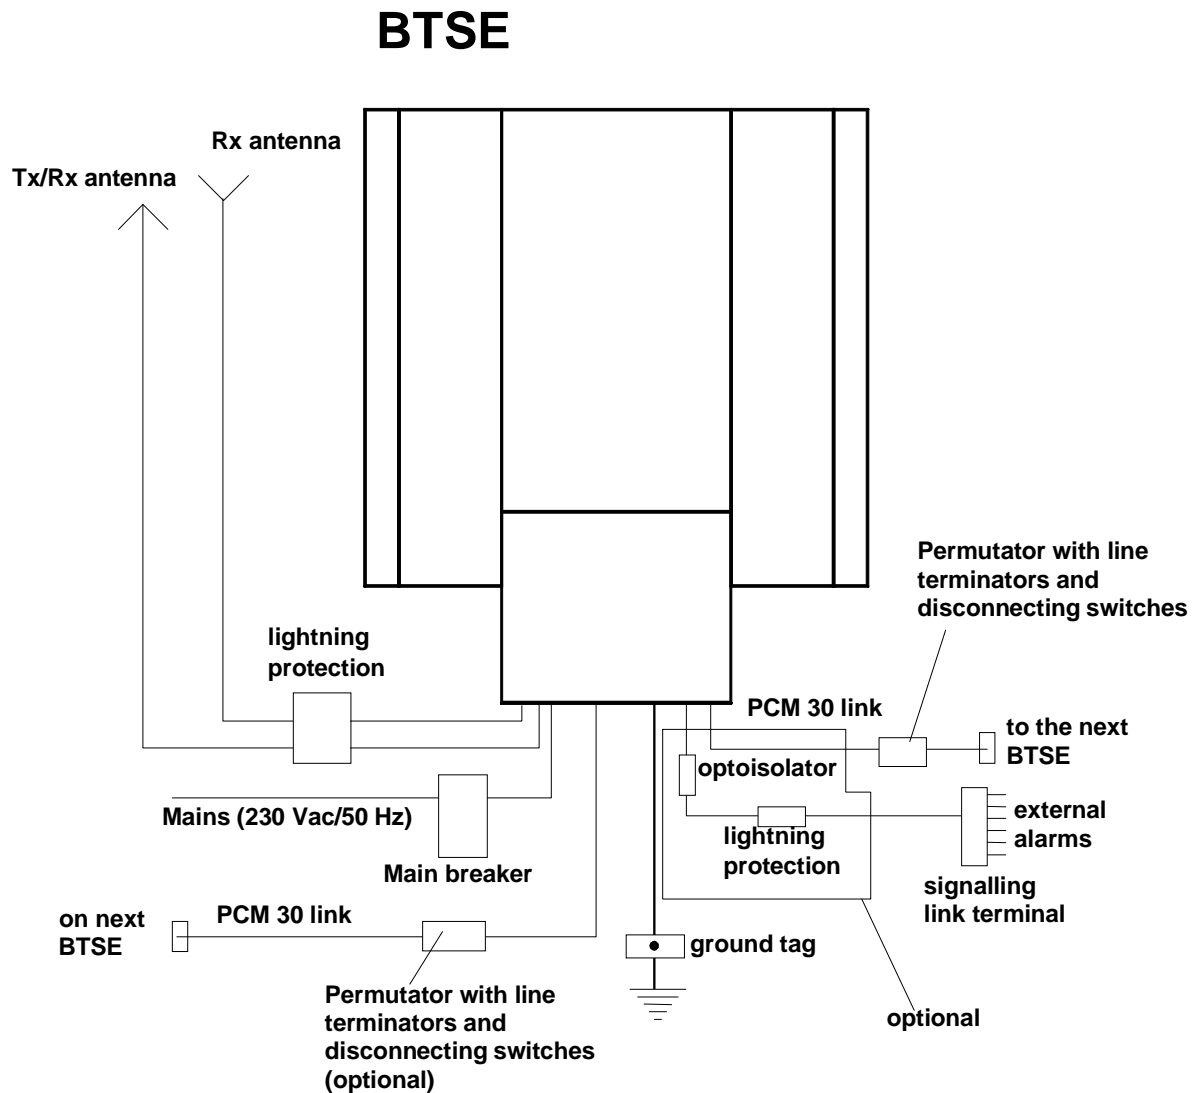 BTSE
Rx antenna
Tx/Rx antenna
Permutator with line
terminators and
disconnecting switches
lightning
protection
PCM 30 link
to the next
BTSE
optoisolator
Mains (230 Vac/50 Hz)
external
alarms
lightning
protection
Main breaker
signalling
link terminal
on next
BTSE
PCM 30 link
ground tag
Permutator with line
terminators and
disconnecting switches
(optional)
optional